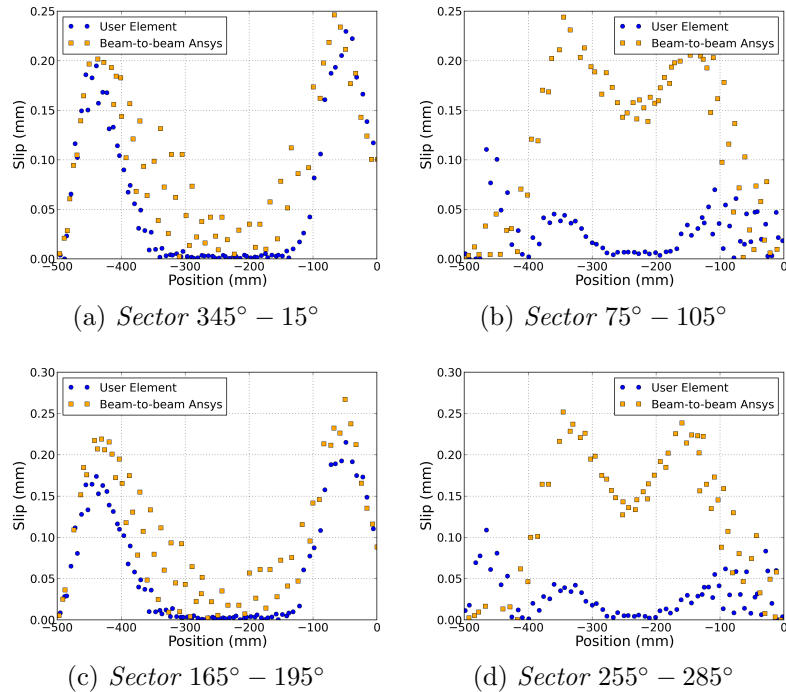 0.25
0.20
0.15
0.10
0.05
0.00
Slip (mm)
User Element
Beam-to-beam Ansys
−500 −400 −300 −200 −100 0
Position (mm)
(a) Sector 345° − 15°
0.25
0.20
0.15
0.10
0.05
0.00
Slip (mm)
User Element
Beam-to-beam Ansys
−500 −400 −300 −200 −100 0
Position (mm)
(b) Sector 75° − 105°
0.30
0.25
0.20
0.15
0.10
0.05
0.00
Slip (mm)
User Element
Beam-to-beam Ansys
−500 −400 −300 −200 −100 0
Position (mm)
(c) Sector 165° − 195°
0.30
0.25
0.20
0.15
0.10
0.05
0.00
Slip (mm)
User Element
Beam-to-beam Ansys
−500 −400 −300 −200 −100 0
Position (mm)
(d) Sector 255° − 285°